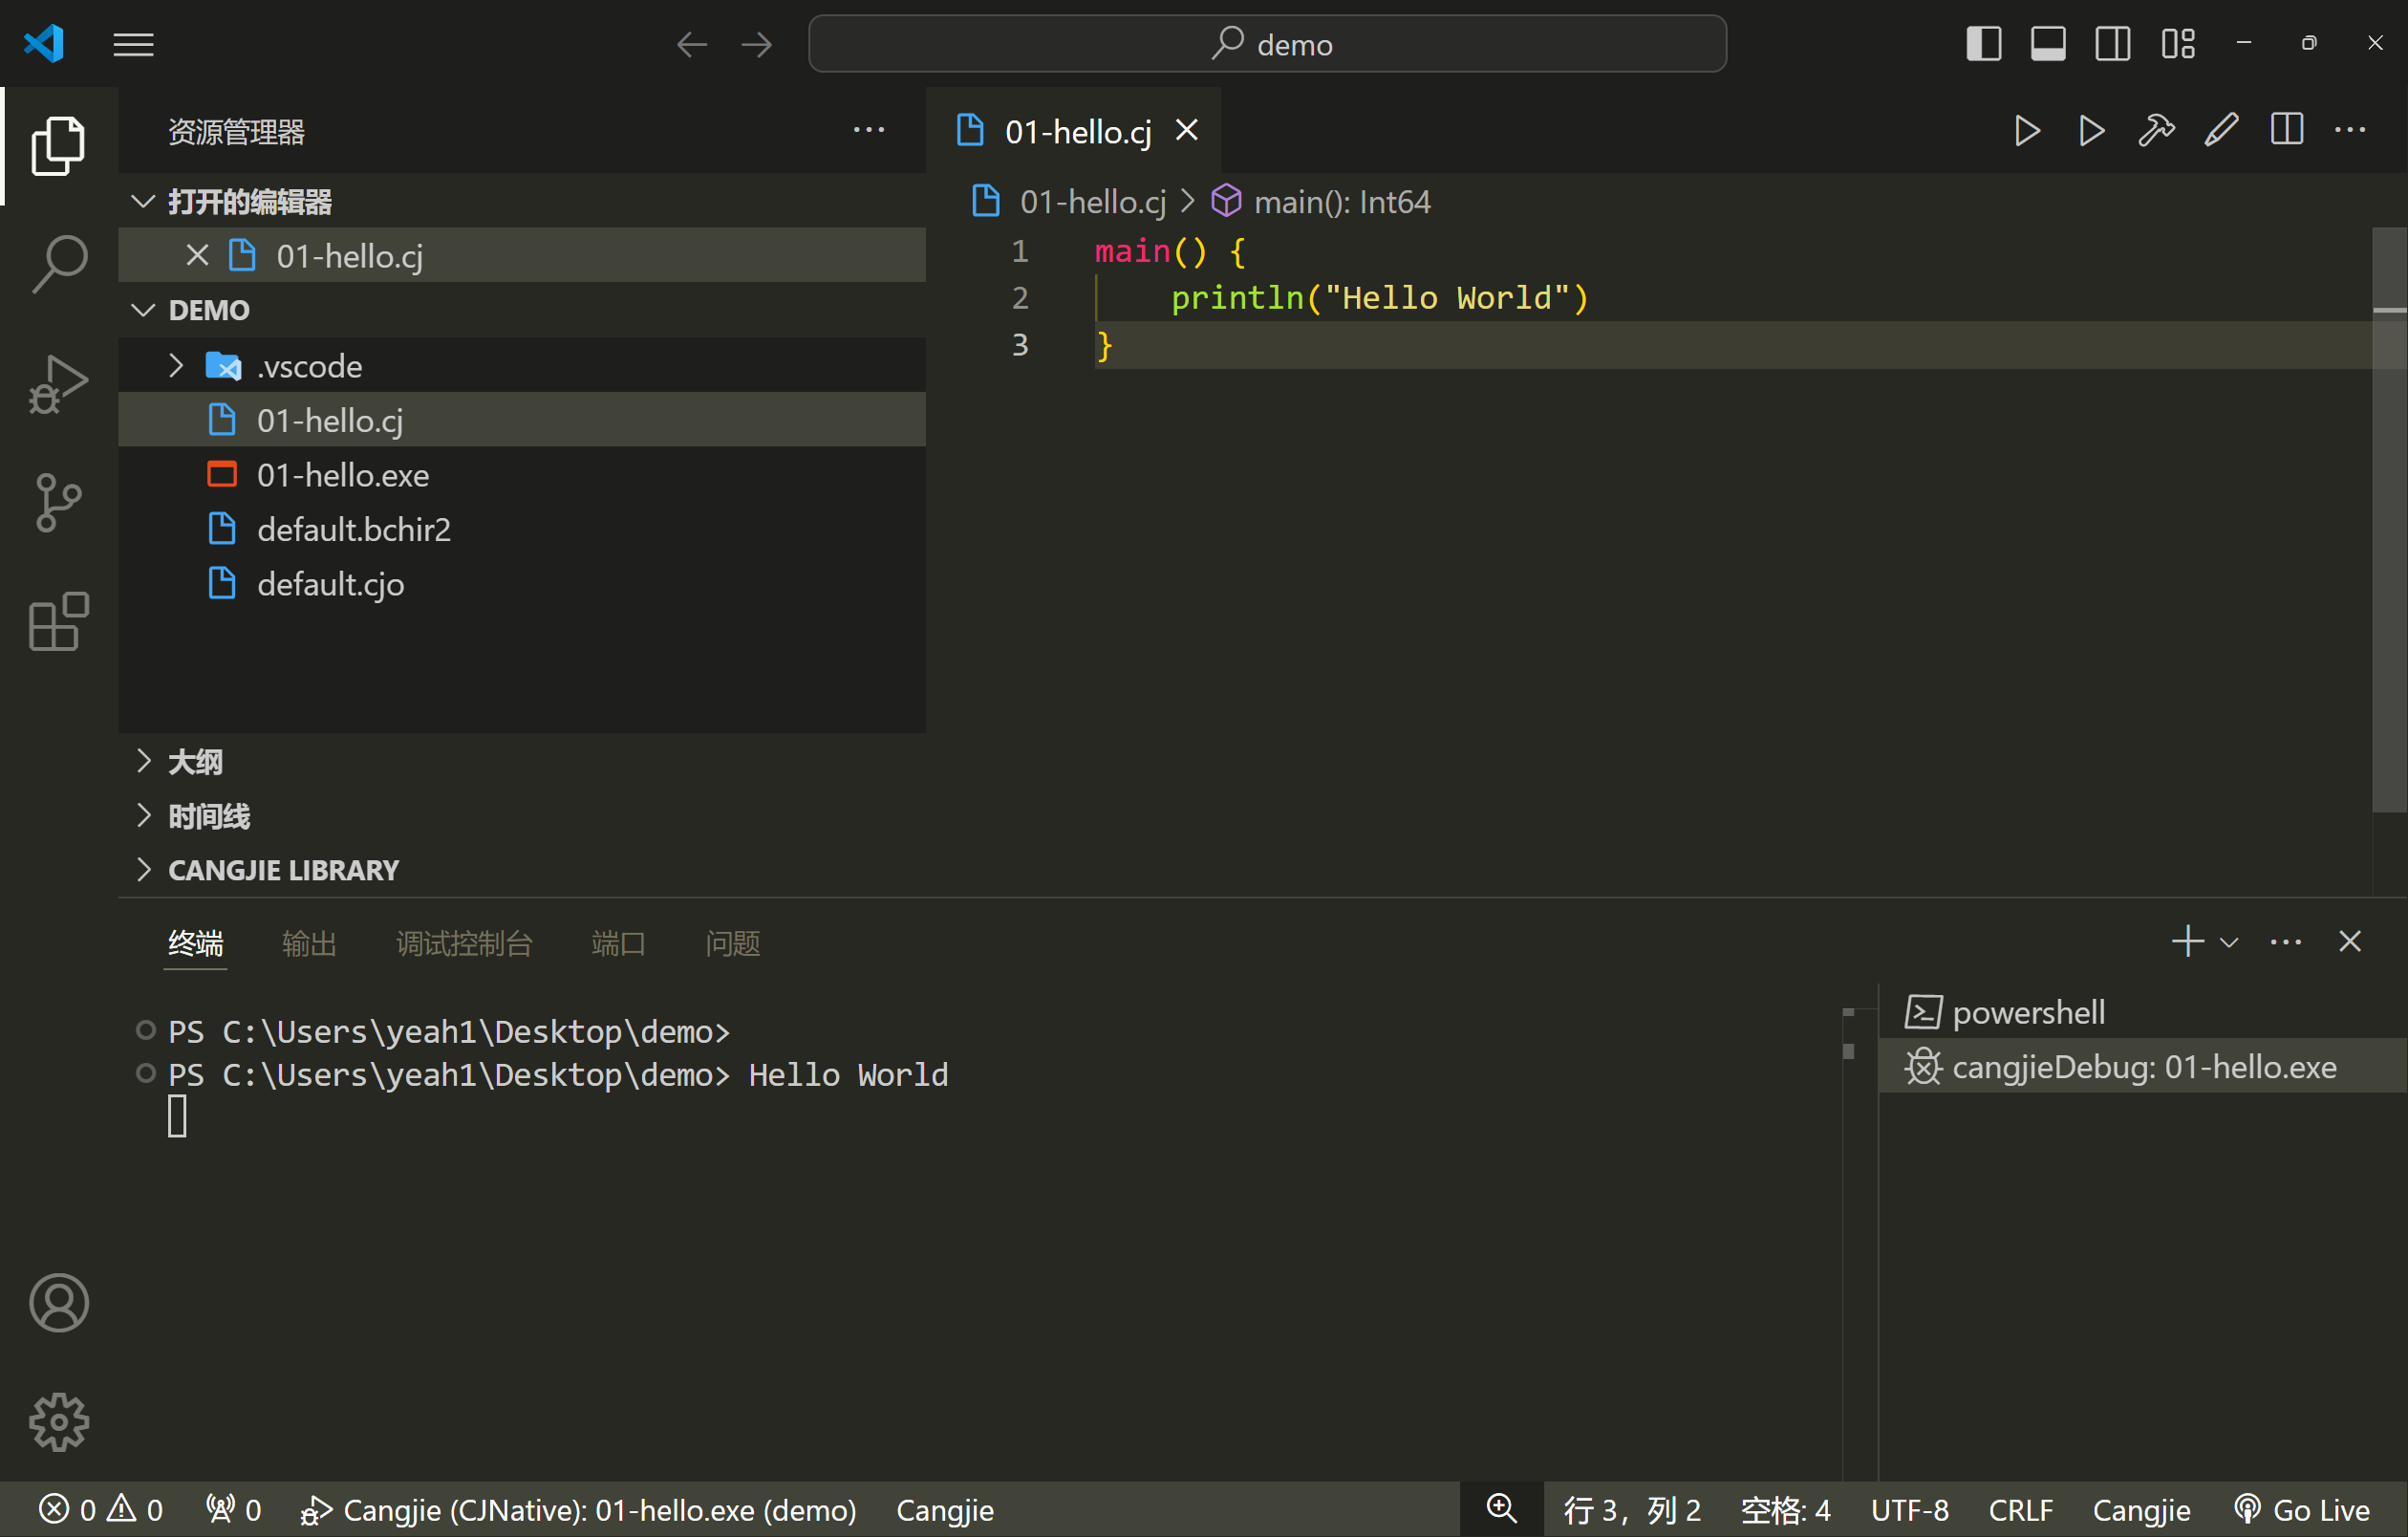 demo
资源管理器
打开的编辑器
01-hello.cj
DEMO
.vscode
01-hello.cj
01-hello.exe
default.bchir2
default.cjo
大纲
时间线
CANGJIE LIBRARY
01-hello.cj
01-hello.cj > main(): Int64
1 main() {
2     println("Hello World")
3 }
终端 输出 调试控制台 端口 问题
PS C:\Users\yeah1\Desktop\demo>
PS C:\Users\yeah1\Desktop\demo> Hello World
powershell
cangjieDebug: 01-hello.exe
0 0 0 Cangjie (CJNative): 01-hello.exe (demo) Cangjie 行 3，列 2 空格: 4 UTF-8 CRLF Cangjie Go Live